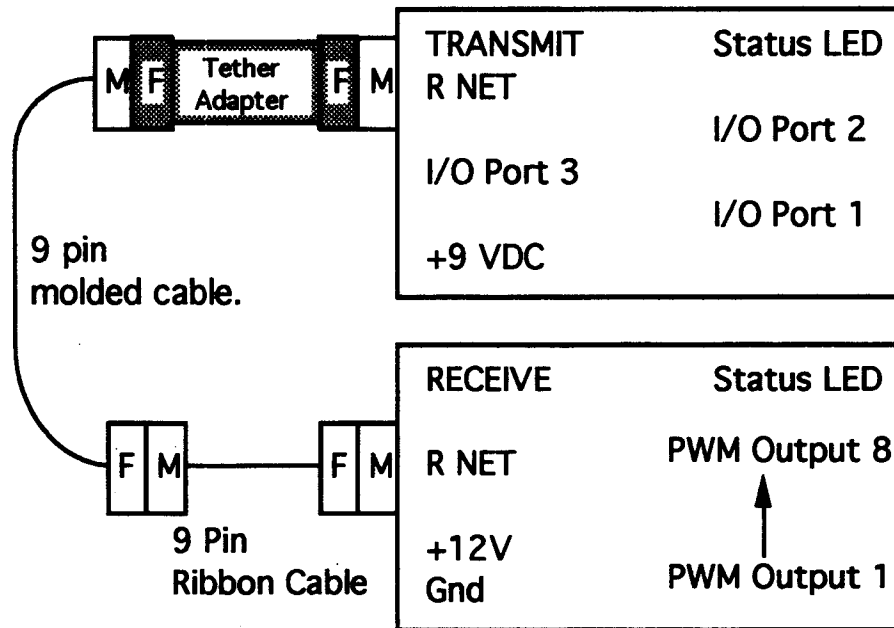 TRANSMIT Status LED
M F Tether Adapter F M R NET
I/O Port 2
I/O Port 3
I/O Port 1
+9 VDC
9 pin
molded cable.
RECEIVE Status LED
F M F M R NET PWM Output 8
+12V
Gnd PWM Output 1
9 Pin
Ribbon Cable